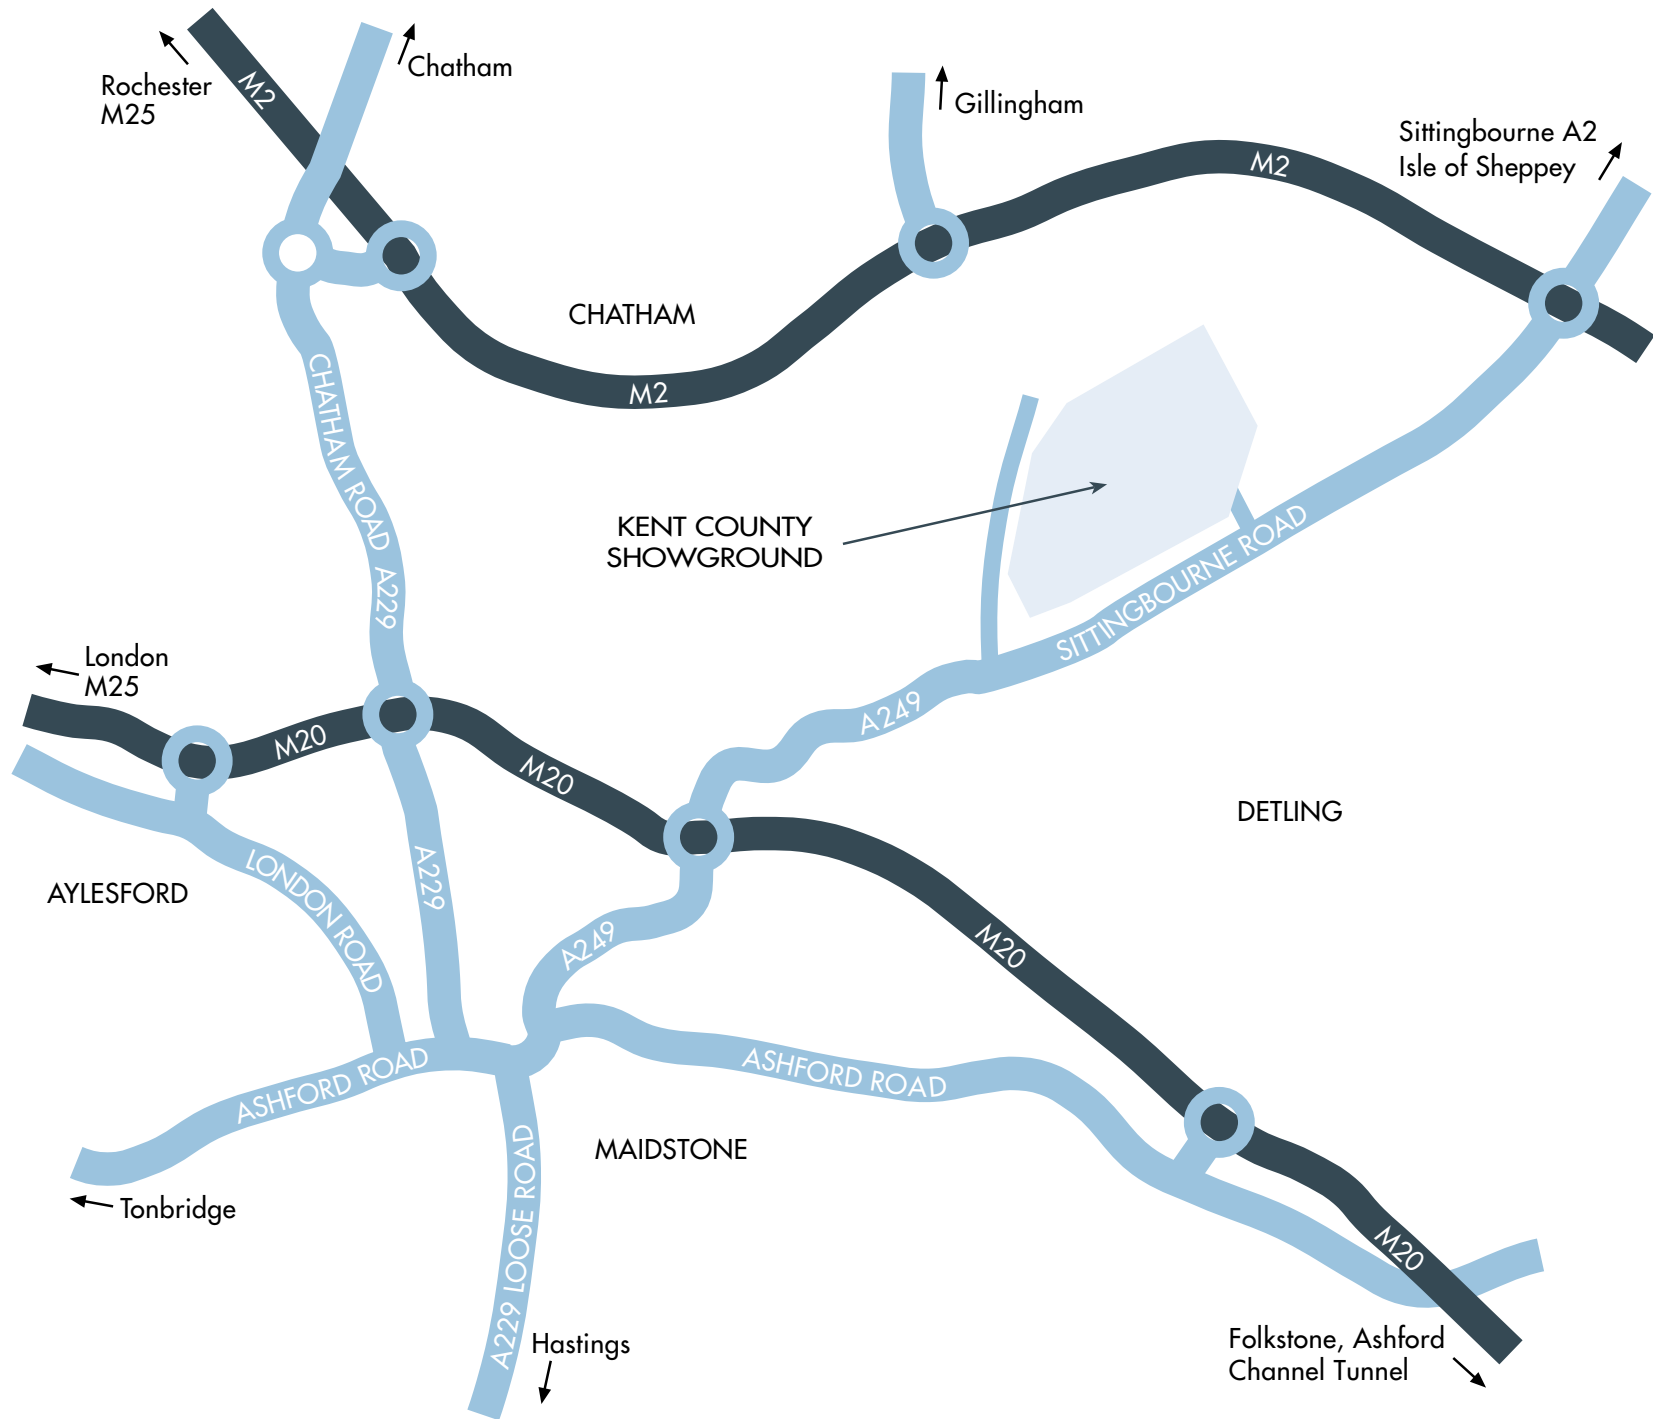 Rochester
M25
M2
Chatham
Gillingham
Sittingbourne A2
Isle of Sheppey
M2
CHATHAM
M2
CHATHAM ROAD A229
KENT COUNTY
SHOWGROUND
SITTINGBOURNE ROAD
A249
London
M25
M20
M20
DETLING
AYLESFORD
LONDON ROAD
A229
A249
M20
ASHFORD ROAD
ASHFORD ROAD
MAIDSTONE
Tonbridge
A229 LOOSE ROAD
Hastings
M20
Folkstone, Ashford
Channel Tunnel